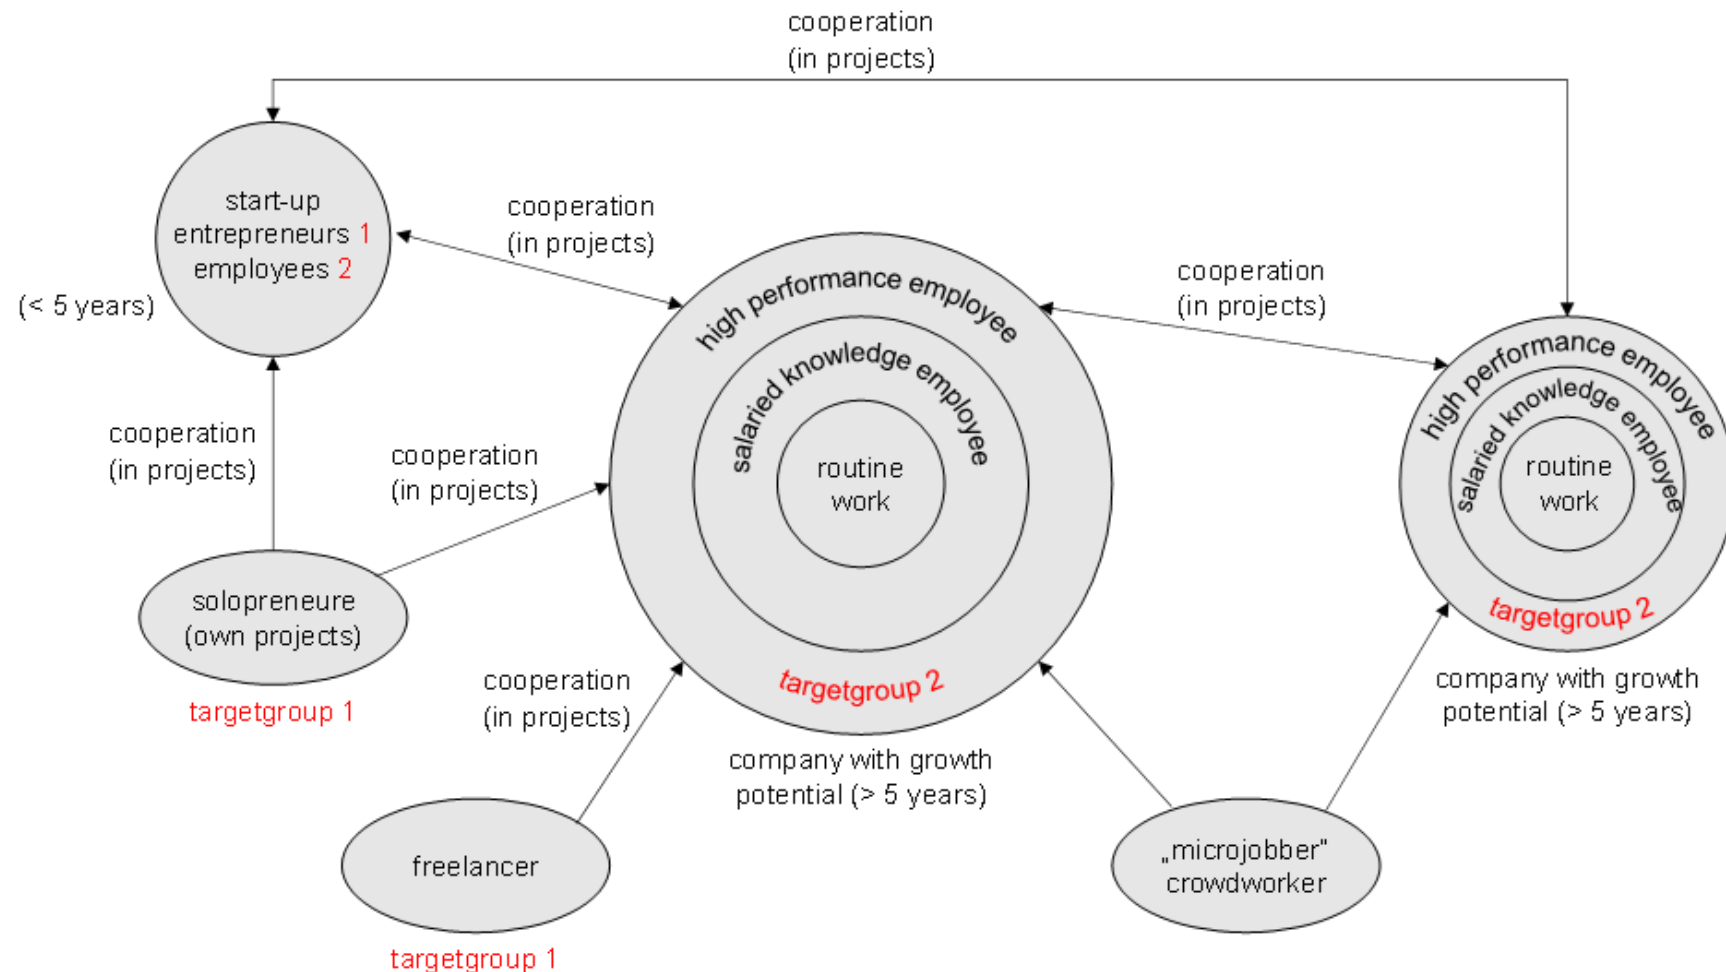 cooperation
(in projects)
start-up
entrepreneurs 1
employees 2
(< 5 years)
cooperation
(in projects)
cooperation
(in projects)
cooperation
(in projects)
cooperation
(in projects)
high performance employee
salaried knowledge employee
routine
work
targetgroup 2
company with growth
potential (> 5 years)
high performance employee
salaried knowledge employee
routine
work
targetgroup 2
company with growth
potential (> 5 years)
solopreneure
(own projects)
targetgroup 1
cooperation
(in projects)
freelancer
targetgroup 1
„microjobber“
crowdworker